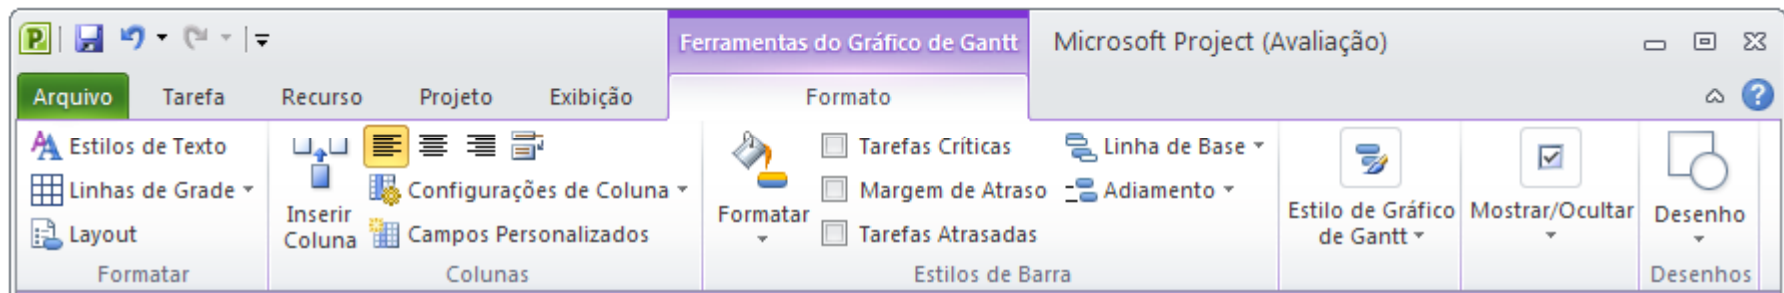 Ferramentas do Gráfico de Gantt
Microsoft Project (Avaliação)
Arquivo
Tarefa
Recurso
Projeto
Exibição
Formato
Estilos de Texto
Linhas de Grade
Layout
Formatar
Inserir
Coluna
Configurações de Coluna
Campos Personalizados
Colunas
Formatar
Tarefas Críticas
Margem de Atraso
Tarefas Atrasadas
Linha de Base
Adiamento
Estilos de Barra
Estilo de Gráfico
de Gantt
Mostrar/Ocultar
Desenho
Desenhos